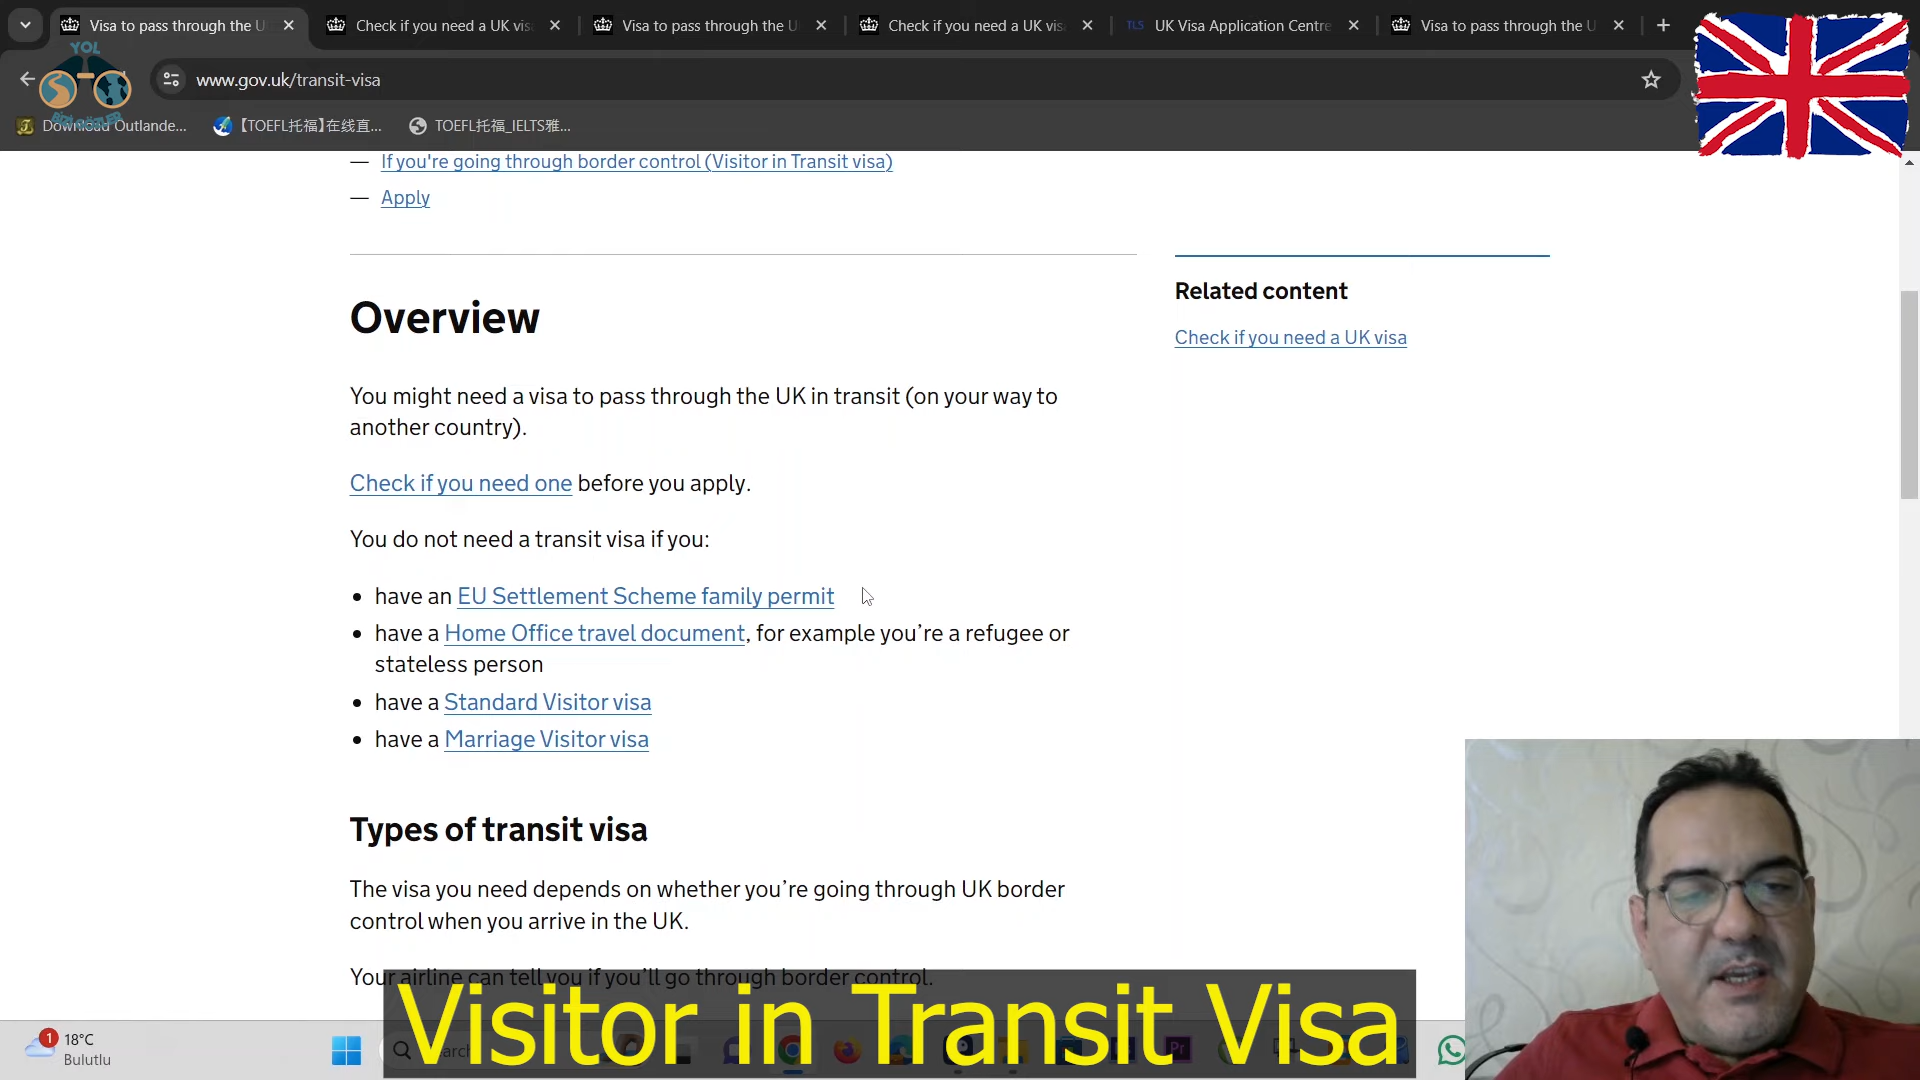 Visa to pass through the U
Check if you need a UK vis
Visa to pass through the U
Check if you need a UK vis
TLS
UK Visa Application Centre
Visa to pass through the U
YOL
BİZİ GÖZLER
www.gov.uk/transit-visa
Download Outlande...
【TOEFL托福】在线直...
TOEFL托福_IELTS雅...
— If you're going through border control (Visitor in Transit visa)
— Apply
Overview
You might need a visa to pass through the UK in transit (on your way to
another country).
Check if you need one before you apply.
You do not need a transit visa if you:
• have an EU Settlement Scheme family permit
• have a Home Office travel document, for example you’re a refugee or
stateless person
• have a Standard Visitor visa
• have a Marriage Visitor visa
Types of transit visa
The visa you need depends on whether you’re going through UK border
control when you arrive in the UK.
Your airline can tell you if you’ll go through border control.
Related content
Check if you need a UK visa
Visitor in Transit Visa
1
18°C
Bulutlu
Pr